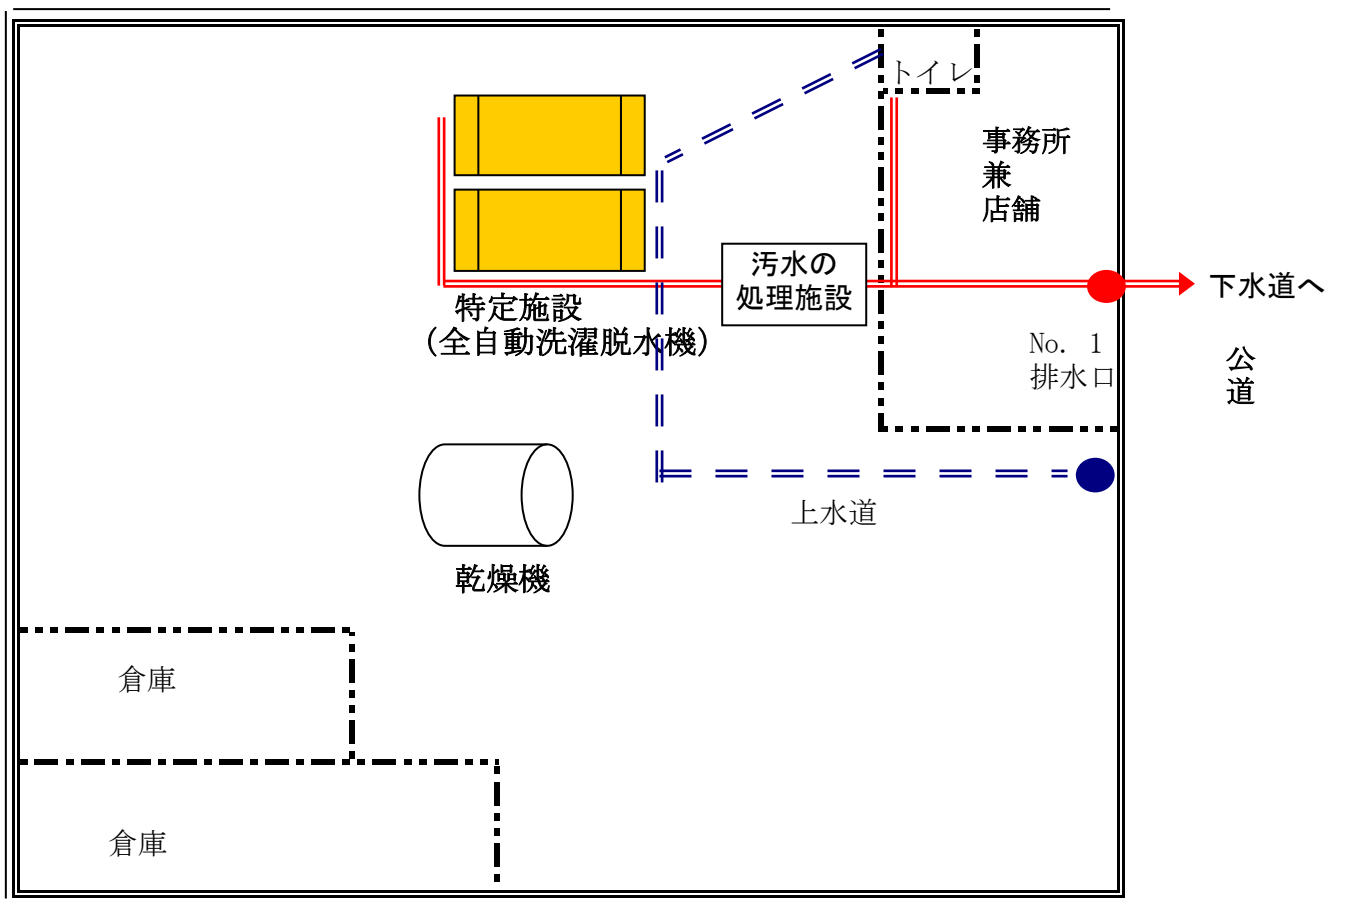 トイレ
事務所
兼
店舗
汚水の
処理施設
下水道へ
特定施設
(全自動洗濯脱水機)
No. 1
排水口
公
道
上水道
乾燥機
倉庫
倉庫